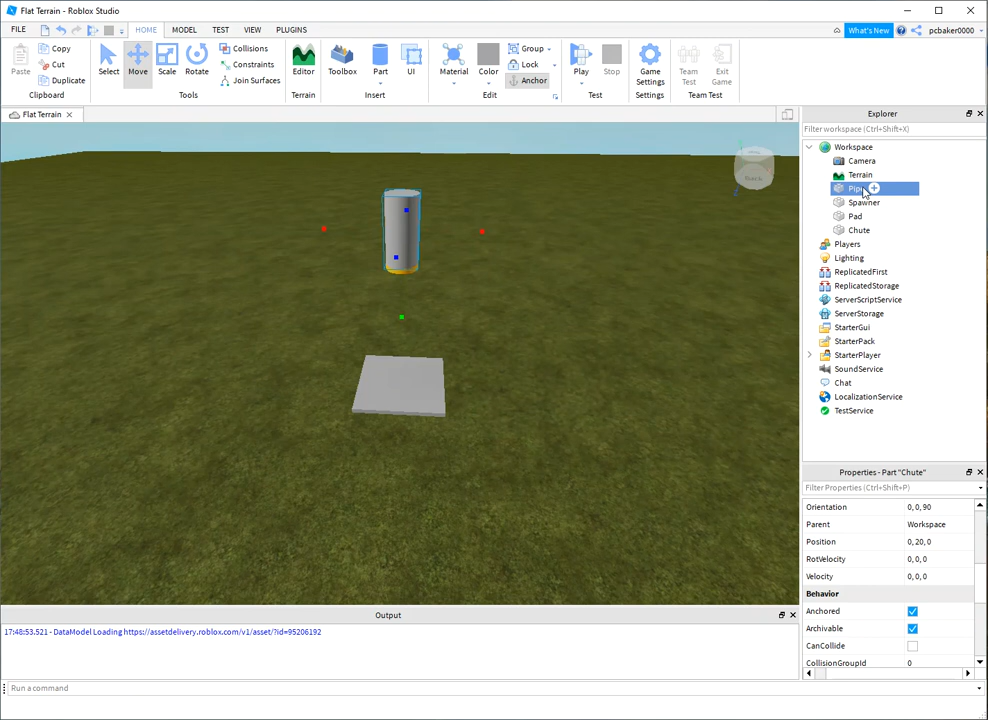 Flat Terrain - Roblox Studio
FILE HOME MODEL TEST VIEW PLUGINS What's New pcbaker0000
Paste Copy Cut Duplicate Clipboard
Select Move Scale Rotate Collisions Constraints Join Surfaces Tools
Editor Terrain
Toolbox Part UI Insert
Material Color Group Lock Anchor Edit
Play Stop Test
Game Settings Settings
Team Test Exit Game Team Test
Flat Terrain
Explorer
Filter workspace (Ctrl+Shift+X)
Workspace
Camera
Terrain
Spawner
Pad
Chute
Players
Lighting
ReplicatedFirst
ReplicatedStorage
ServerScriptService
ServerStorage
StarterGui
StarterPack
StarterPlayer
SoundService
Chat
LocalizationService
TestService
Properties - Part "Chute"
Filter Properties (Ctrl+Shift+P)
Orientation 0, 0, 90
Parent Workspace
Position 0, 20, 0
RotVelocity 0, 0, 0
Velocity 0, 0, 0
Behavior
Anchored
Archivable
CanCollide
CollisionGroupId 0
Output
17:48:53.521 - DataModel Loading https://assetdelivery.roblox.com/v1/asset/?id=95206192
Run a command